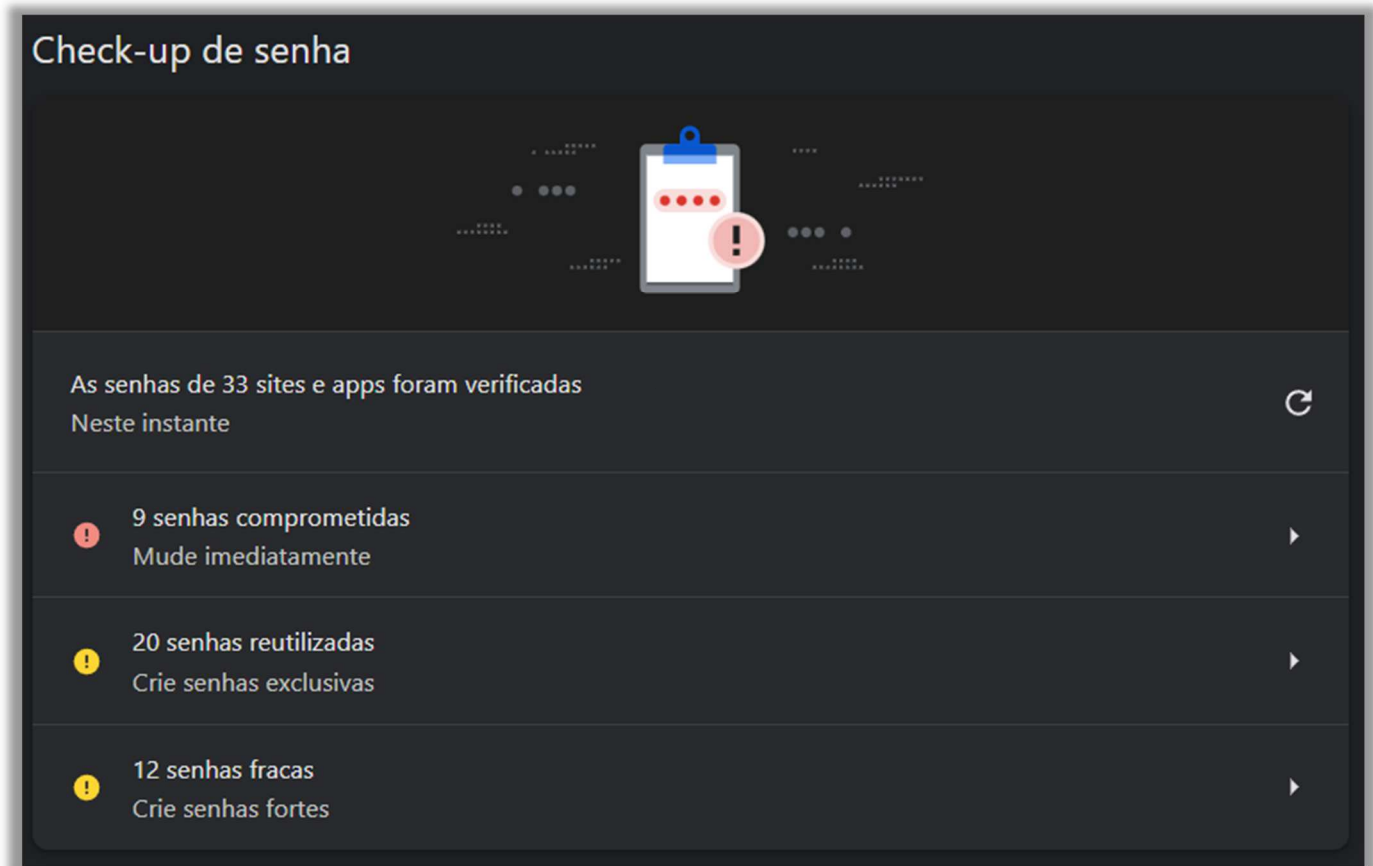 Check-up de senha
As senhas de 33 sites e apps foram verificadas
Neste instante
9 senhas comprometidas
Mude imediatamente
20 senhas reutilizadas
Crie senhas exclusivas
12 senhas fracas
Crie senhas fortes